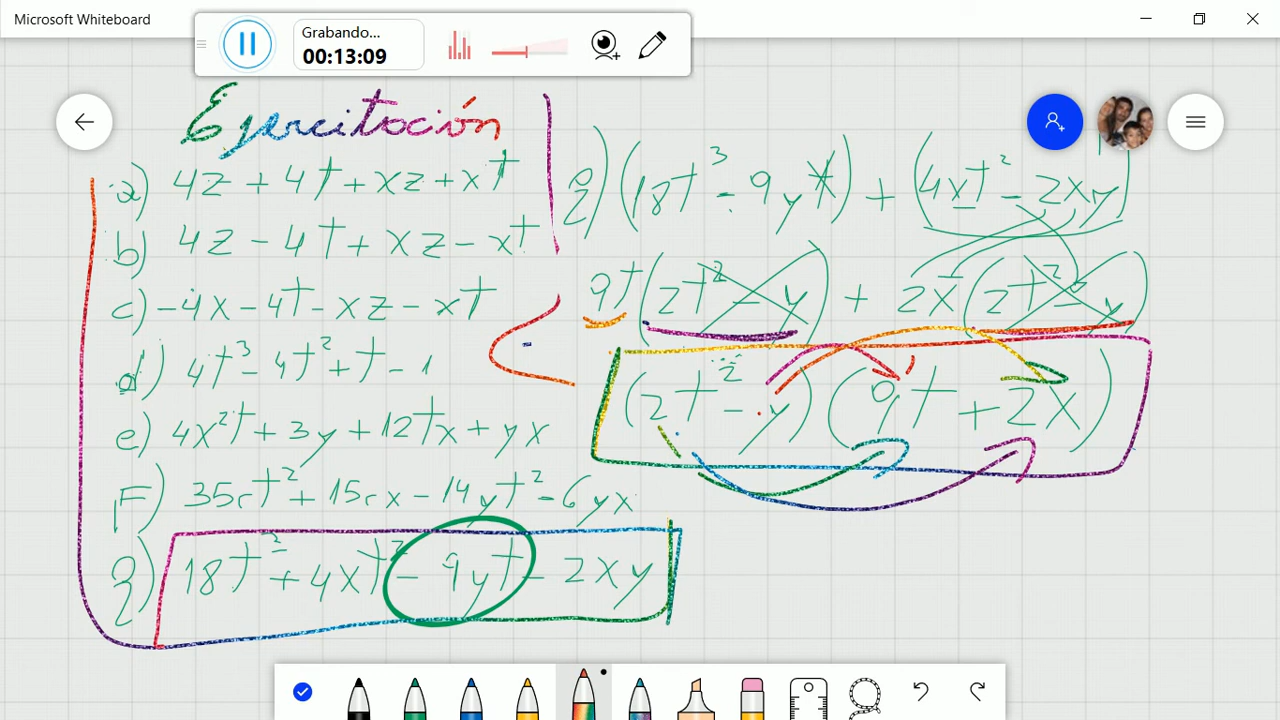 Microsoft Whiteboard
Grabando...
00:13:09
Ejercitación
a) 4z + 4t + xz + xt
b) 4z - 4t + xz - xt
c) -4x - 4t - xz - xt
d) 4t³ - 4t² + t - 1
e) 4x²t + 3y + 12tx + yx
F) 35rt² + 15rx - 14yt² - 6yx
g) 18t² + 4xt² - 9yt - 2xy
g) (18t³ - 9yt) + (4xt² - 2xy)
9t (2t² - y) + 2x (2t² - y)
(2t² - y) (9t + 2x)